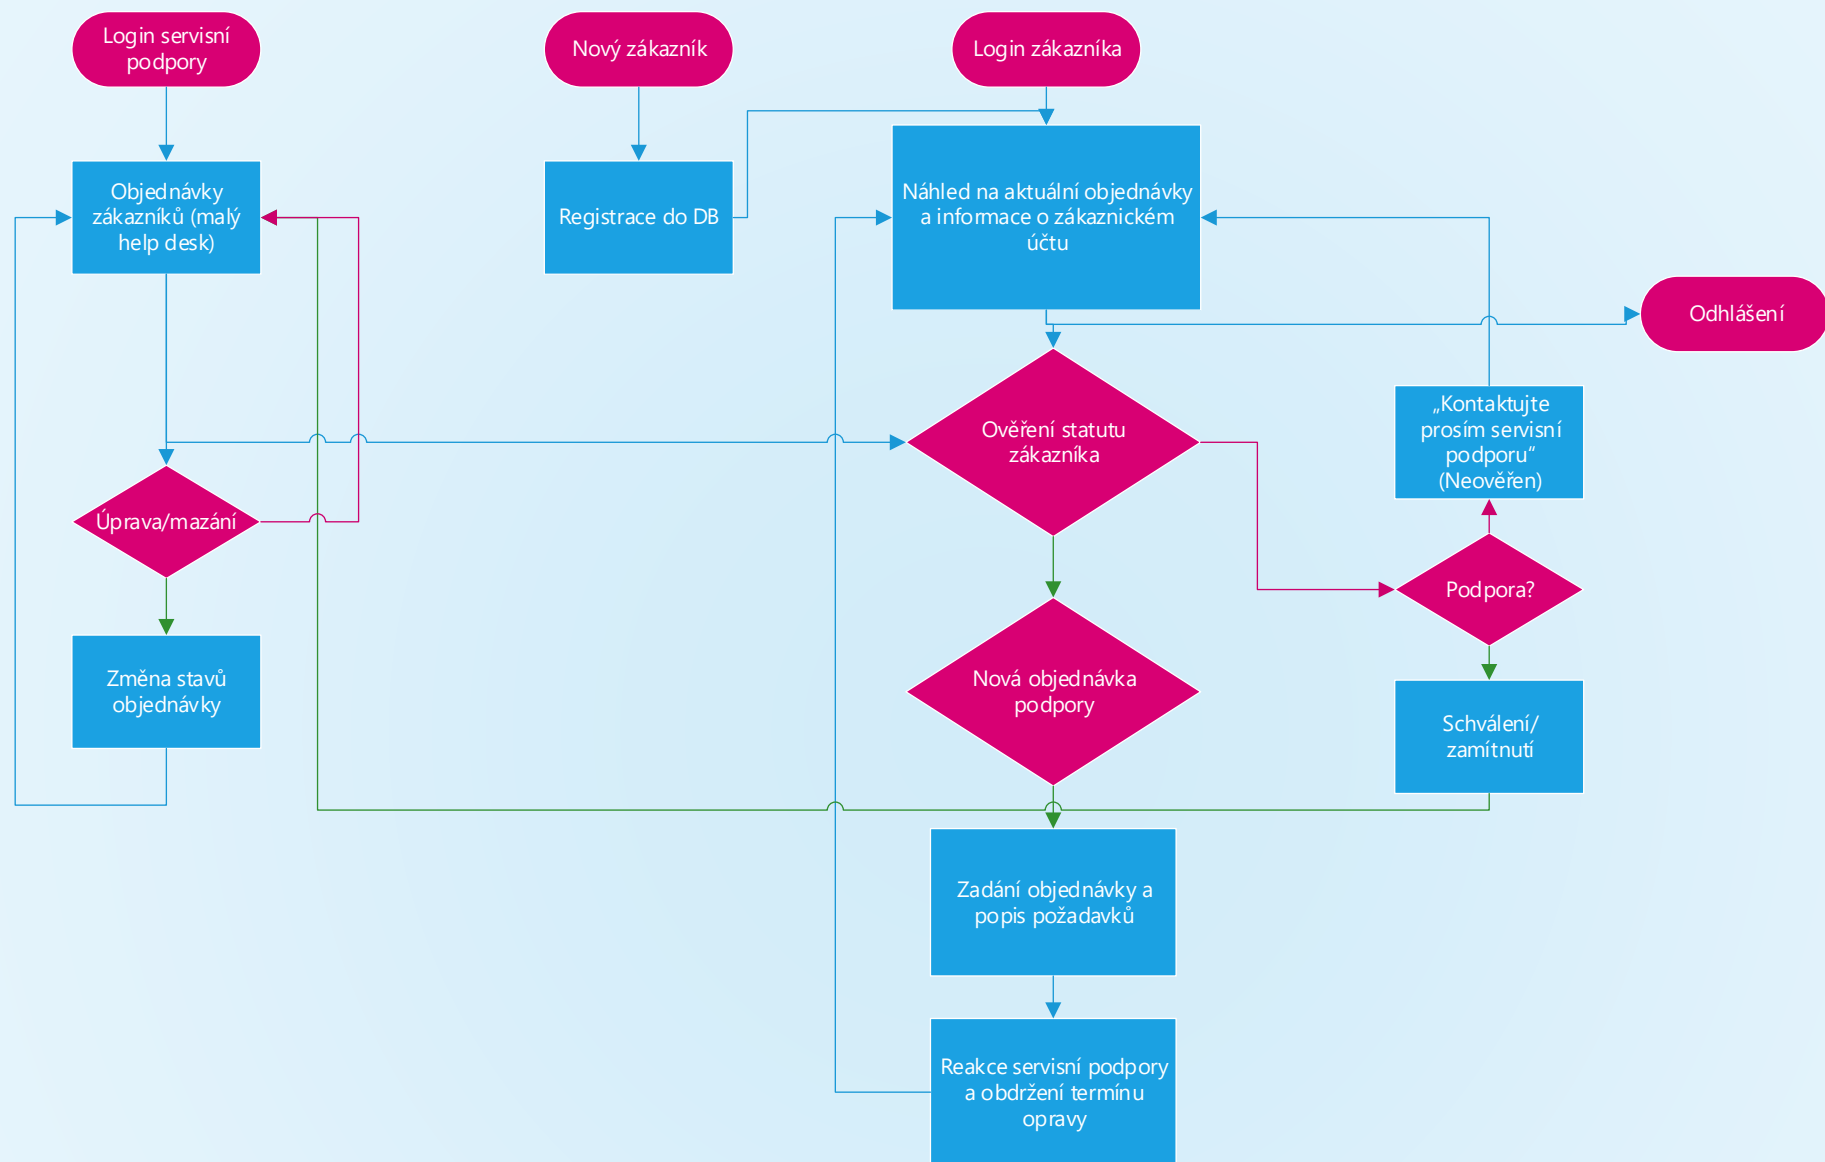 Login servisní
podpory
Nový zákazník
Login zákazníka
Objednávky
zákazníků (malý
help desk)
Registrace do DB
Náhled na aktuální objednávky
a informace o zákaznickém
účtu
Odhlášení
Ověření statutu
zákazníka
„Kontaktujte
prosím servisní
podporu“
(Neověřen)
Úprava/mazání
Podpora?
Změna stavů
objednávky
Nová objednávka
podpory
Schválení/
zamítnutí
Zadání objednávky a
popis požadavků
Reakce servisní podpory
a obdržení termínu
opravy